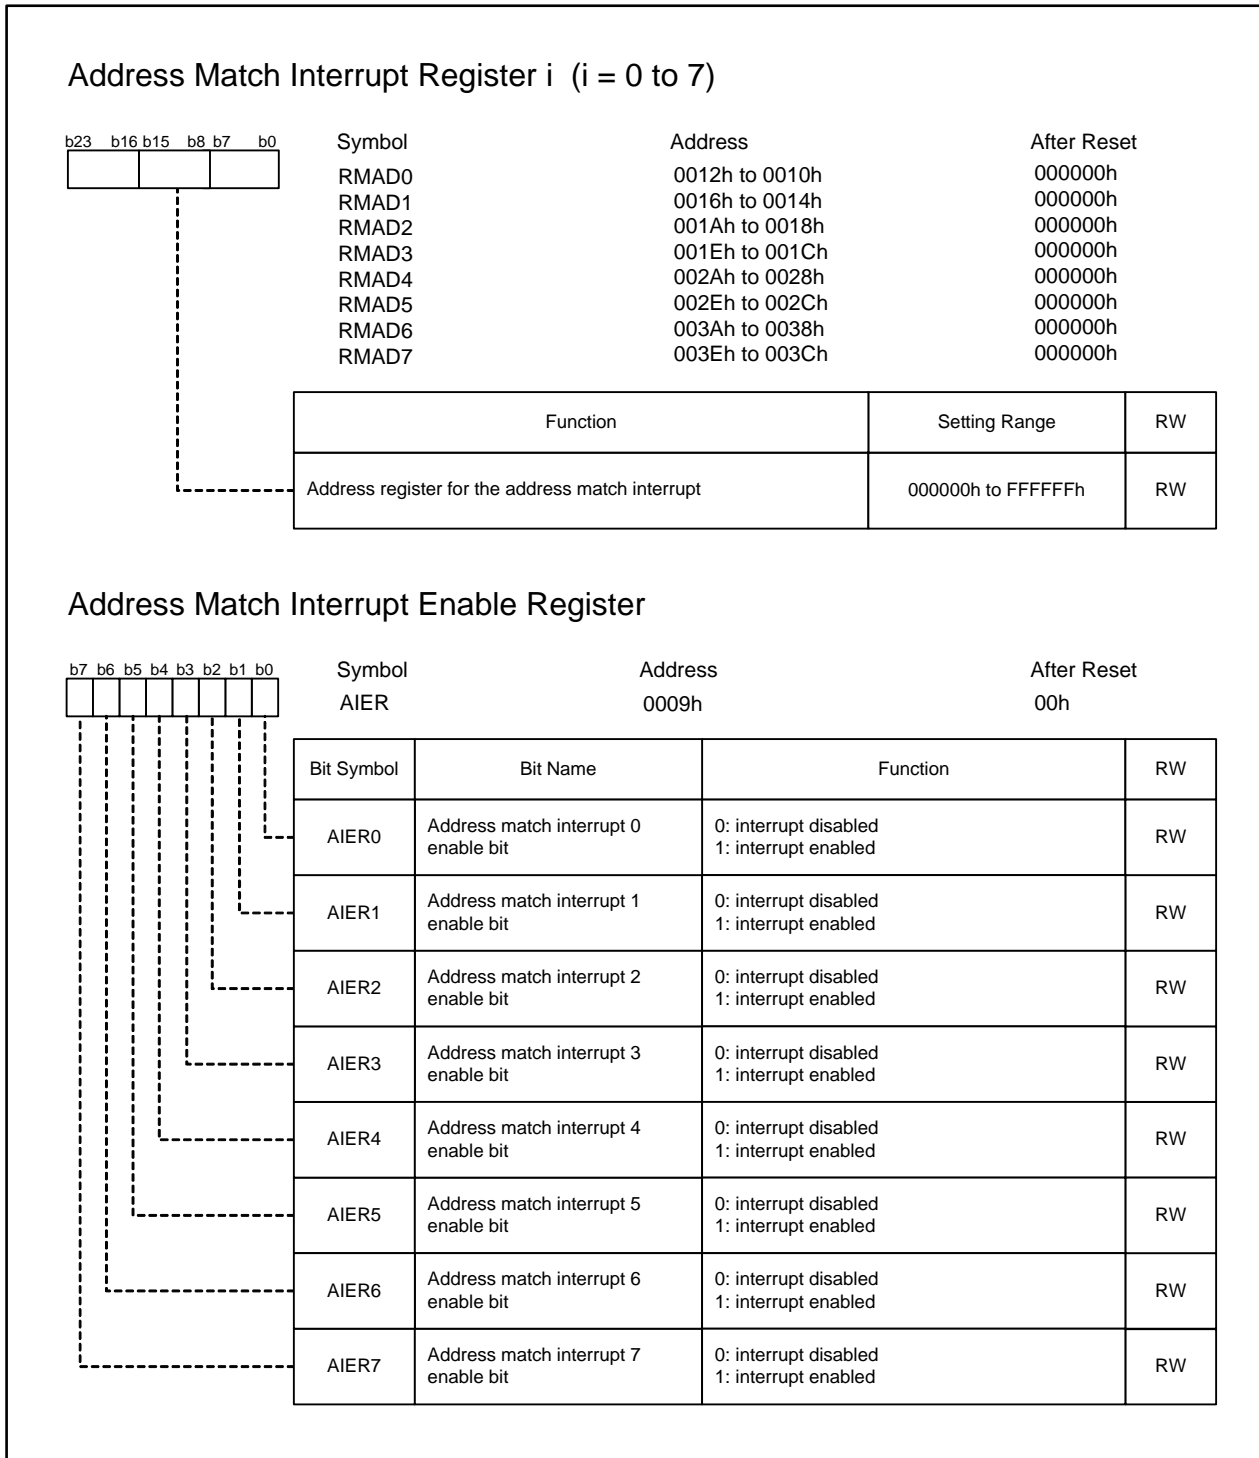 Address Match Interrupt Register i (i = 0 to 7)
b23 b16 b15 b8 b7 b0
Symbol Address After Reset
RMAD0 0012h to 0010h 000000h
RMAD1 0016h to 0014h 000000h
RMAD2 001Ah to 0018h 000000h
RMAD3 001Eh to 001Ch 000000h
RMAD4 002Ah to 0028h 000000h
RMAD5 002Eh to 002Ch 000000h
RMAD6 003Ah to 0038h 000000h
RMAD7 003Eh to 003Ch 000000h
Function Setting Range RW
Address register for the address match interrupt 000000h to FFFFFFh RW
Address Match Interrupt Enable Register
b7 b6 b5 b4 b3 b2 b1 b0
Symbol Address After Reset
AIER 0009h 00h
Bit Symbol Bit Name Function RW
AIER0 Address match interrupt 0 0: interrupt disabled RW
enable bit 1: interrupt enabled
AIER1 Address match interrupt 1 0: interrupt disabled RW
enable bit 1: interrupt enabled
AIER2 Address match interrupt 2 0: interrupt disabled RW
enable bit 1: interrupt enabled
AIER3 Address match interrupt 3 0: interrupt disabled RW
enable bit 1: interrupt enabled
AIER4 Address match interrupt 4 0: interrupt disabled RW
enable bit 1: interrupt enabled
AIER5 Address match interrupt 5 0: interrupt disabled RW
enable bit 1: interrupt enabled
AIER6 Address match interrupt 6 0: interrupt disabled RW
enable bit 1: interrupt enabled
AIER7 Address match interrupt 7 0: interrupt disabled RW
enable bit 1: interrupt enabled